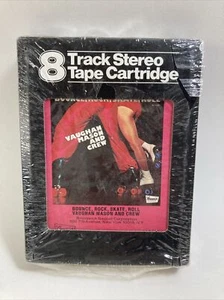 8 Track Stereo
Tape Cartridge
BOUNCE, ROCK, SKATE, ROLL
VAUGHAN
MASON
AND
CREW
BOUNCE, ROCK, SKATE, ROLL
VAUGHAN MASON AND CREW